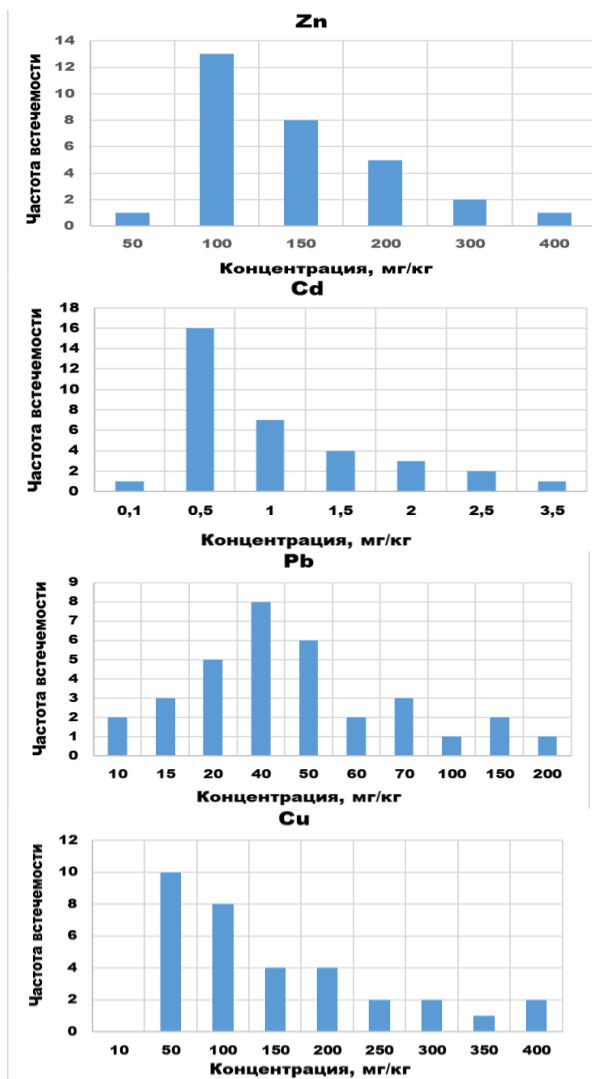 Zn
Частота встечемости
14
12
10
8
6
4
2
0
50 100 150 200 300 400
Концентрация, мг/кг
Cd
Частота встечемости
18
16
14
12
10
8
6
4
2
0
0,1 0,5 1 1,5 2 2,5 3,5
Концентрация, мг/кг
Pb
Частота встечемости
9
8
7
6
5
4
3
2
1
0
10 15 20 40 50 60 70 100 150 200
Концентрация, мг/кг
Cu
Частота встечемости
12
10
8
6
4
2
0
10 50 100 150 200 250 300 350 400
Концентрация, мг/кг